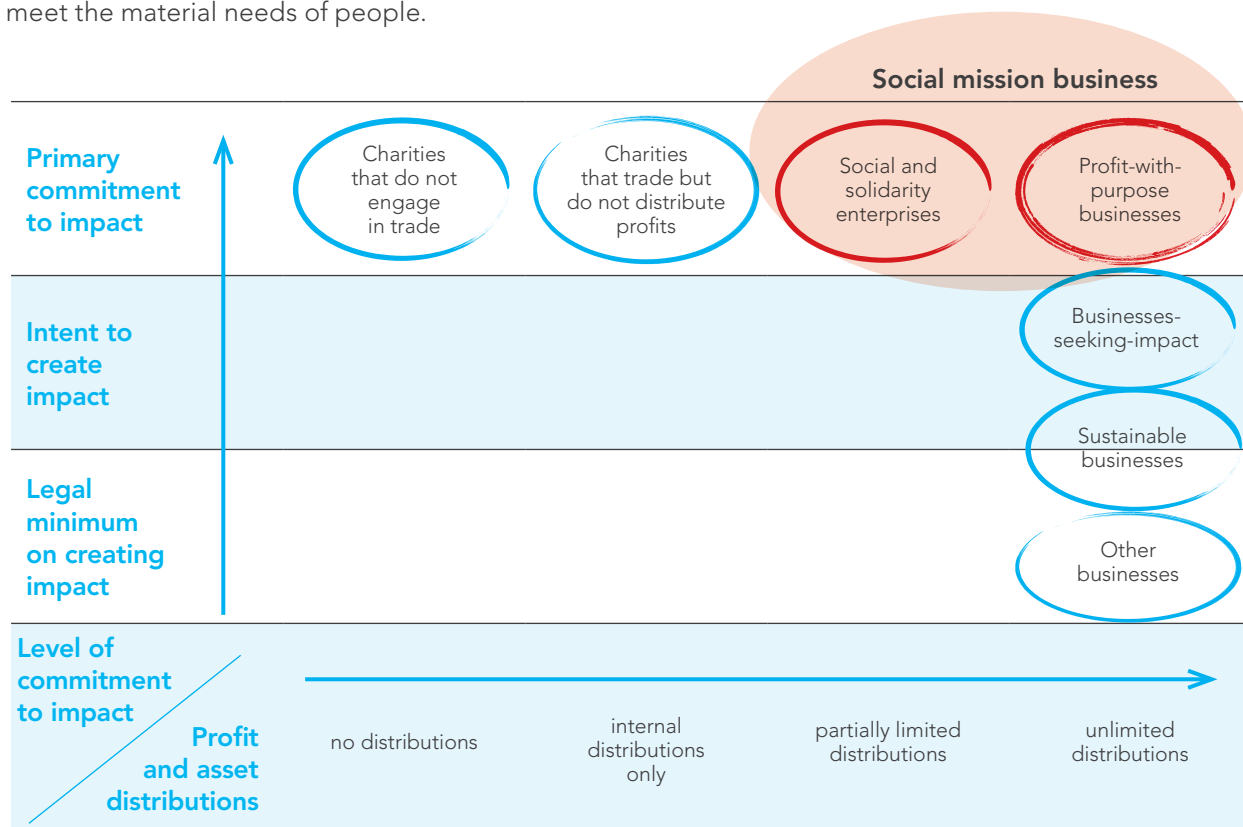 meet the material needs of people.
Social mission business
Primary
commitment
to impact
Charities
that do not
engage
in trade
Charities
that trade but
do not distribute
profits
Social and
solidarity
enterprises
Profit-with-
purpose
businesses
Intent to
create
impact
Businesses-
seeking-impact
Sustainable
businesses
Legal
minimum
on creating
impact
Other
businesses
Level of
commitment
to impact
Profit
and asset
distributions
no distributions
internal
distributions
only
partially limited
distributions
unlimited
distributions